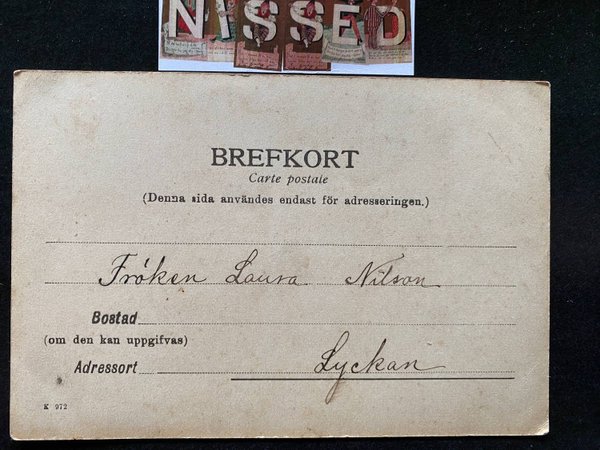 NISSED
BREFKORT
Carte postale
(Denna sida användes endast för adresseringen.)
Fröken Laura Nilson
Bostad
(om den kan uppgifvas)
Adressort Lyckan
K 972